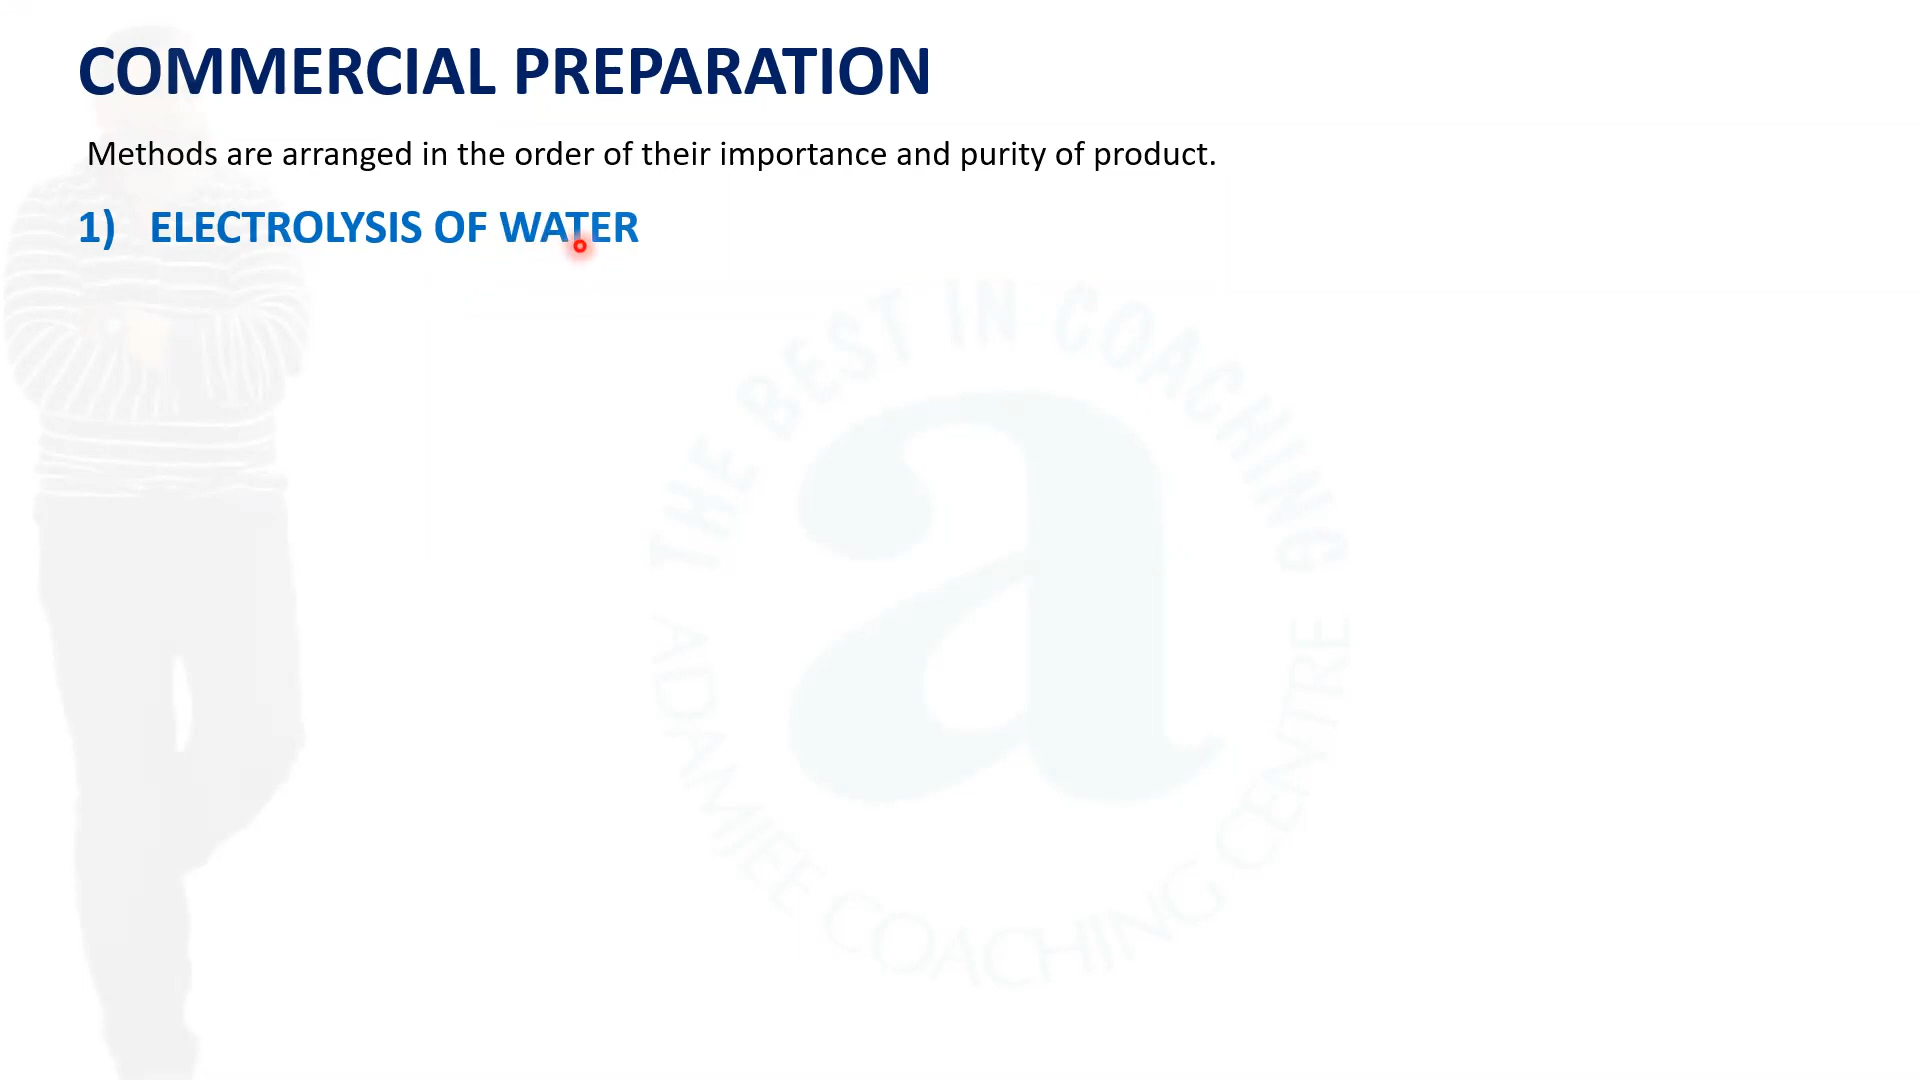 COMMERCIAL PREPARATION
Methods are arranged in the order of their importance and purity of product.
1) ELECTROLYSIS OF WATER
THE BEST IN COACHING
a
ADAMJEE COACHING CENTRE